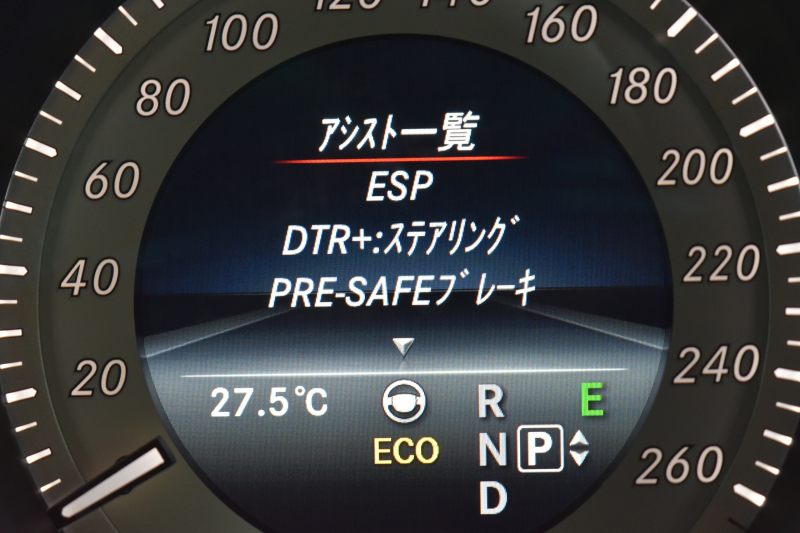 20
40
60
80
100
120
140
160
180
200
220
240
260
ｱｼｽﾄ一覧
ESP
DTR+:ｽﾃｱﾘﾝｸﾞ
PRE-SAFEﾌﾞﾚｰｷ
27.5°C
R
E
ECO
N P
D